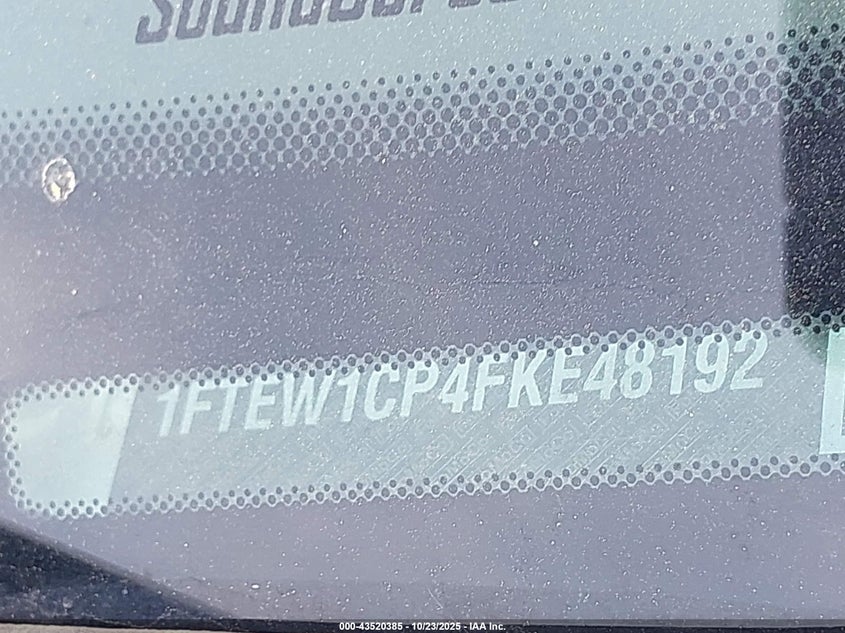 1FTEW1CP4FKE48192
000-43520385 - 10/23/2025 - IAA Inc.